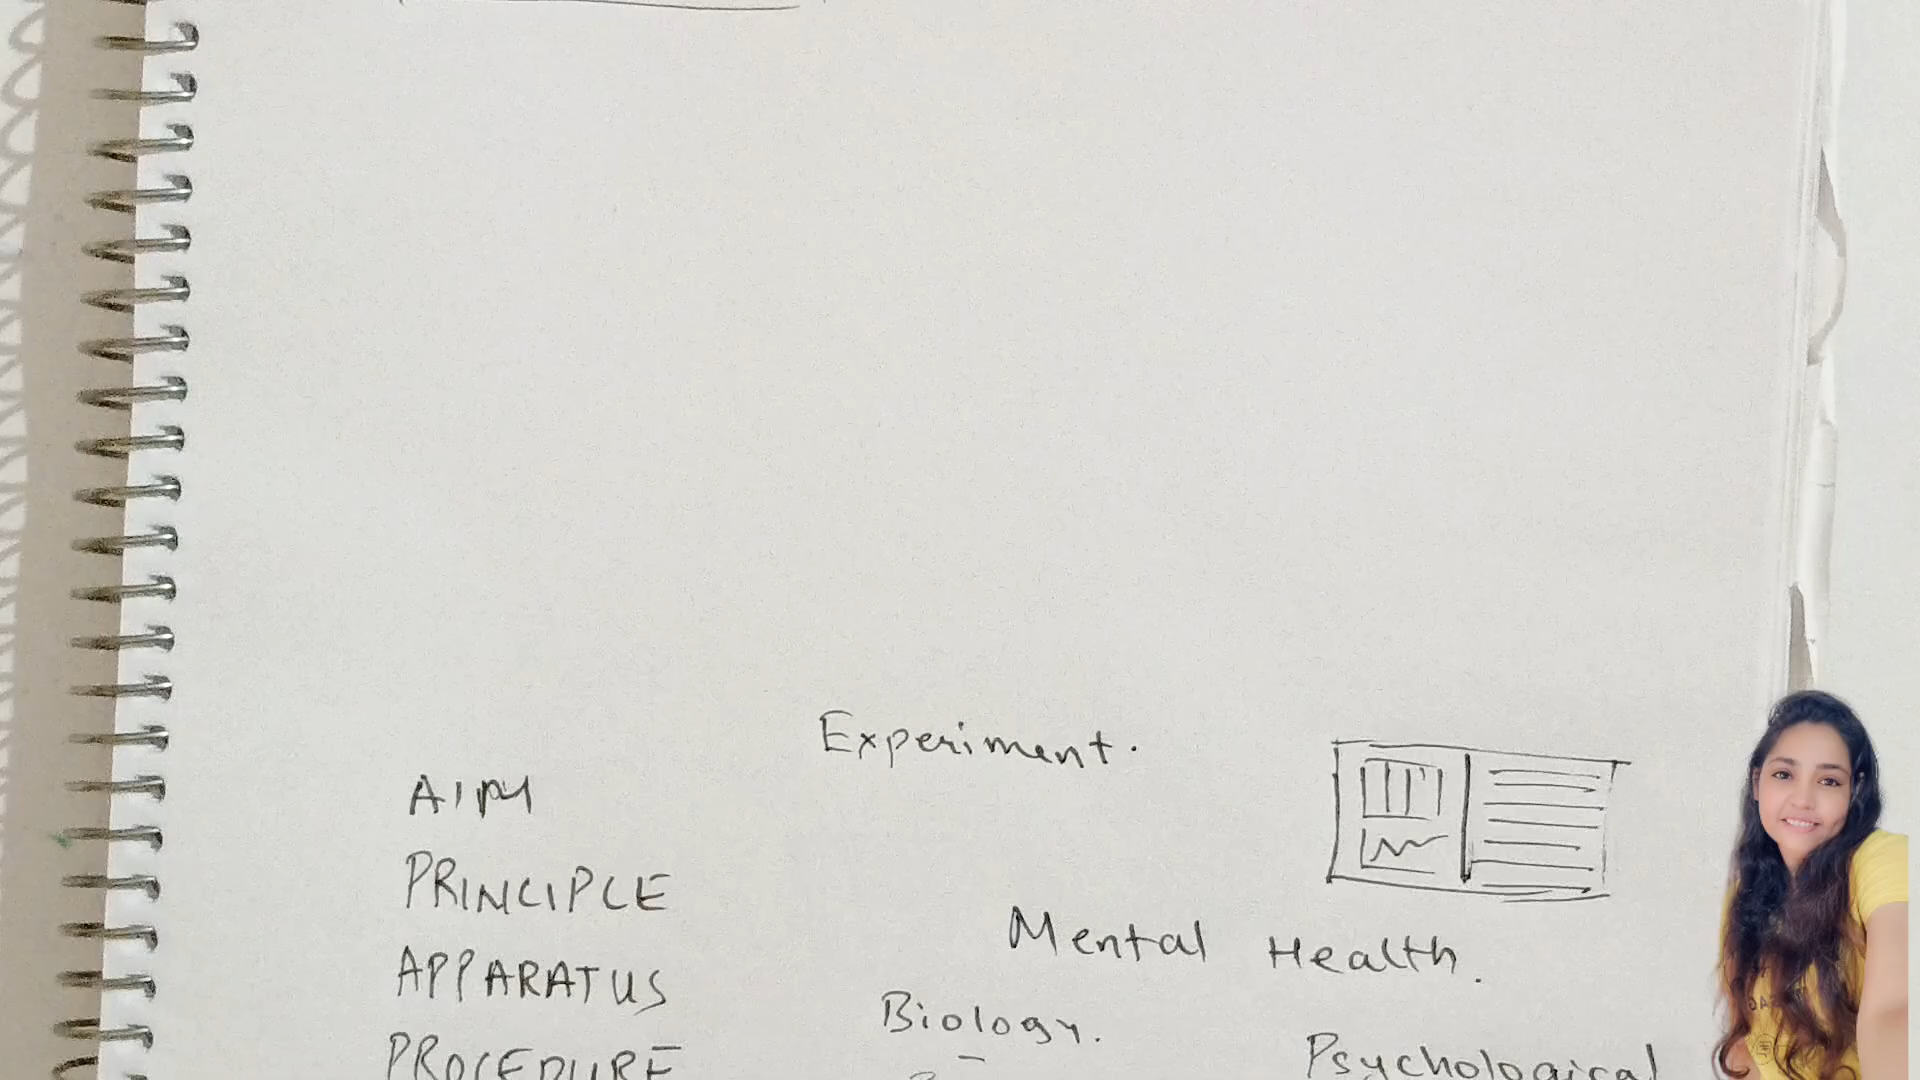 Experiment.
AIM
PRINCIPLE
APPARATUS
PROCEDURE
Mental Health.
Biology.
Psychological